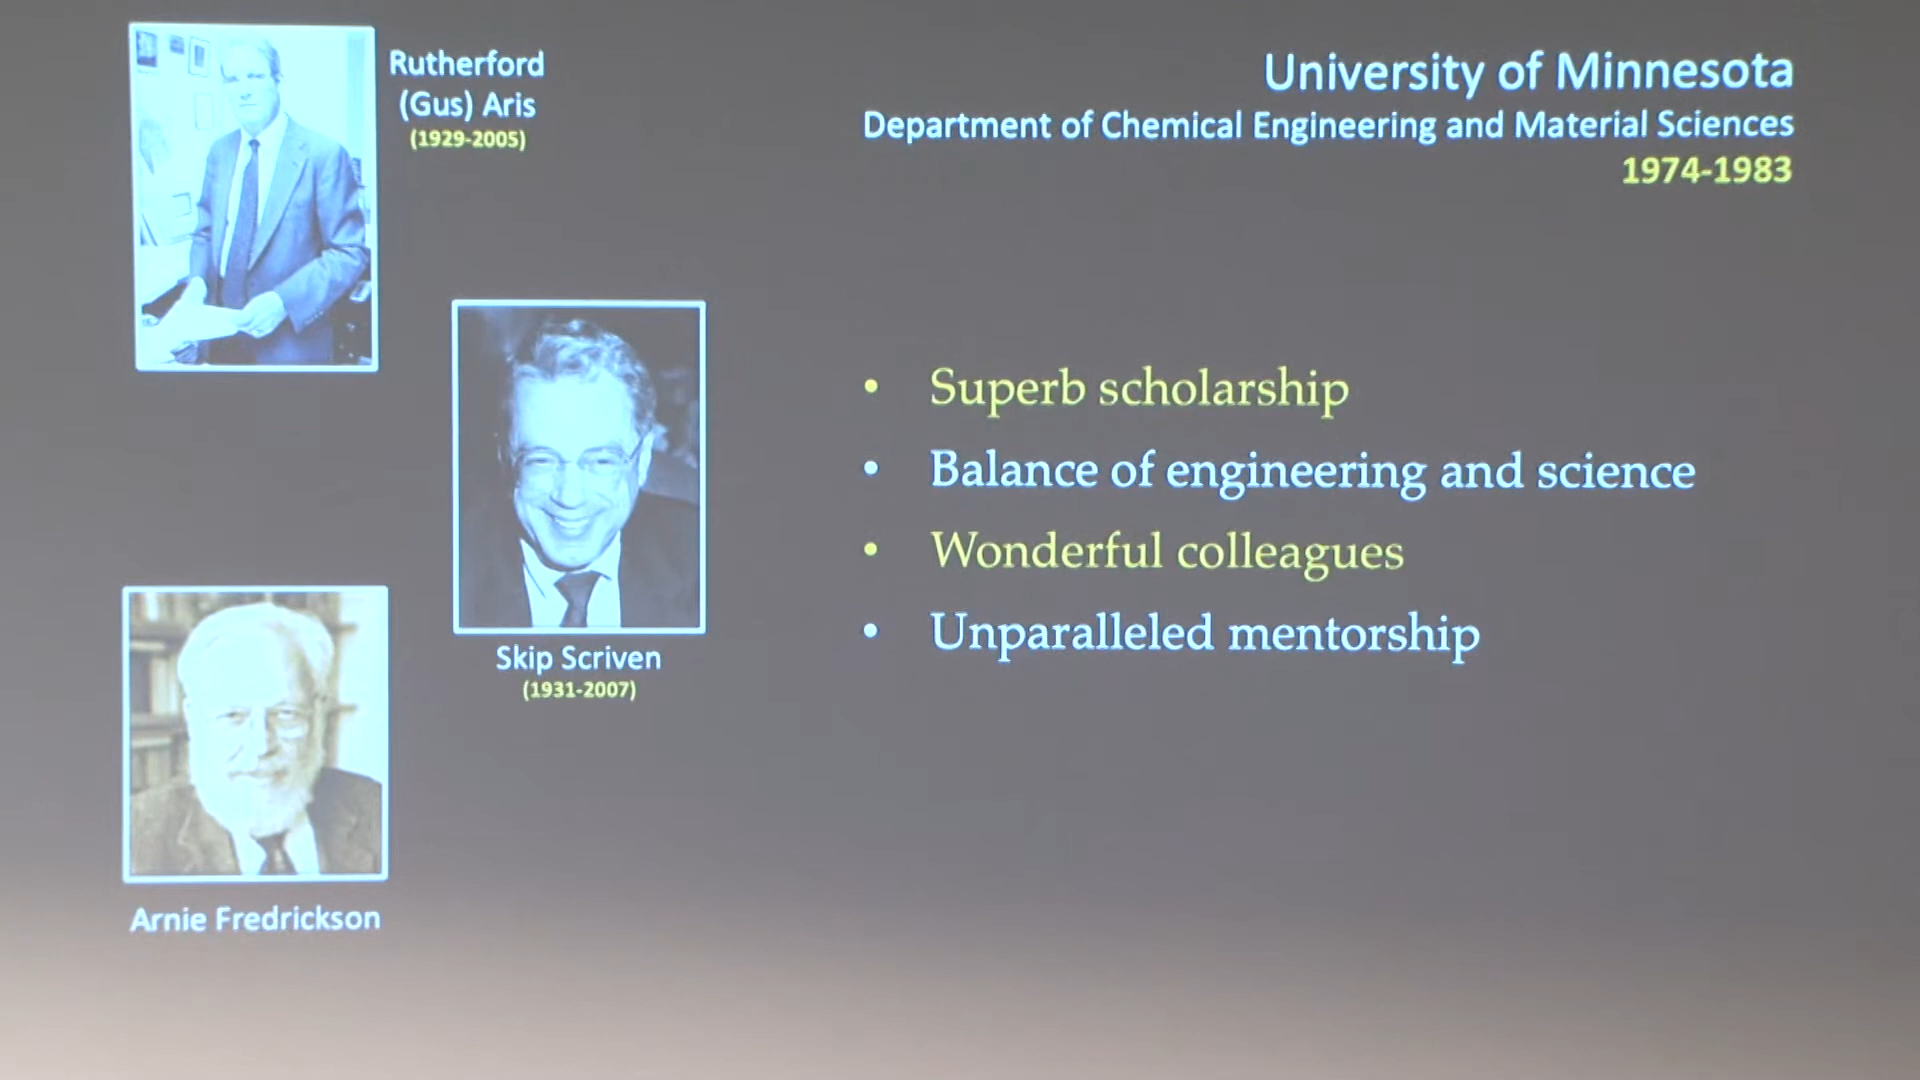 Rutherford
(Gus) Aris
(1929-2005)
University of Minnesota
Department of Chemical Engineering and Material Sciences
1974-1983
Skip Scriven
(1931-2007)
Arnie Fredrickson
• Superb scholarship
• Balance of engineering and science
• Wonderful colleagues
• Unparalleled mentorship